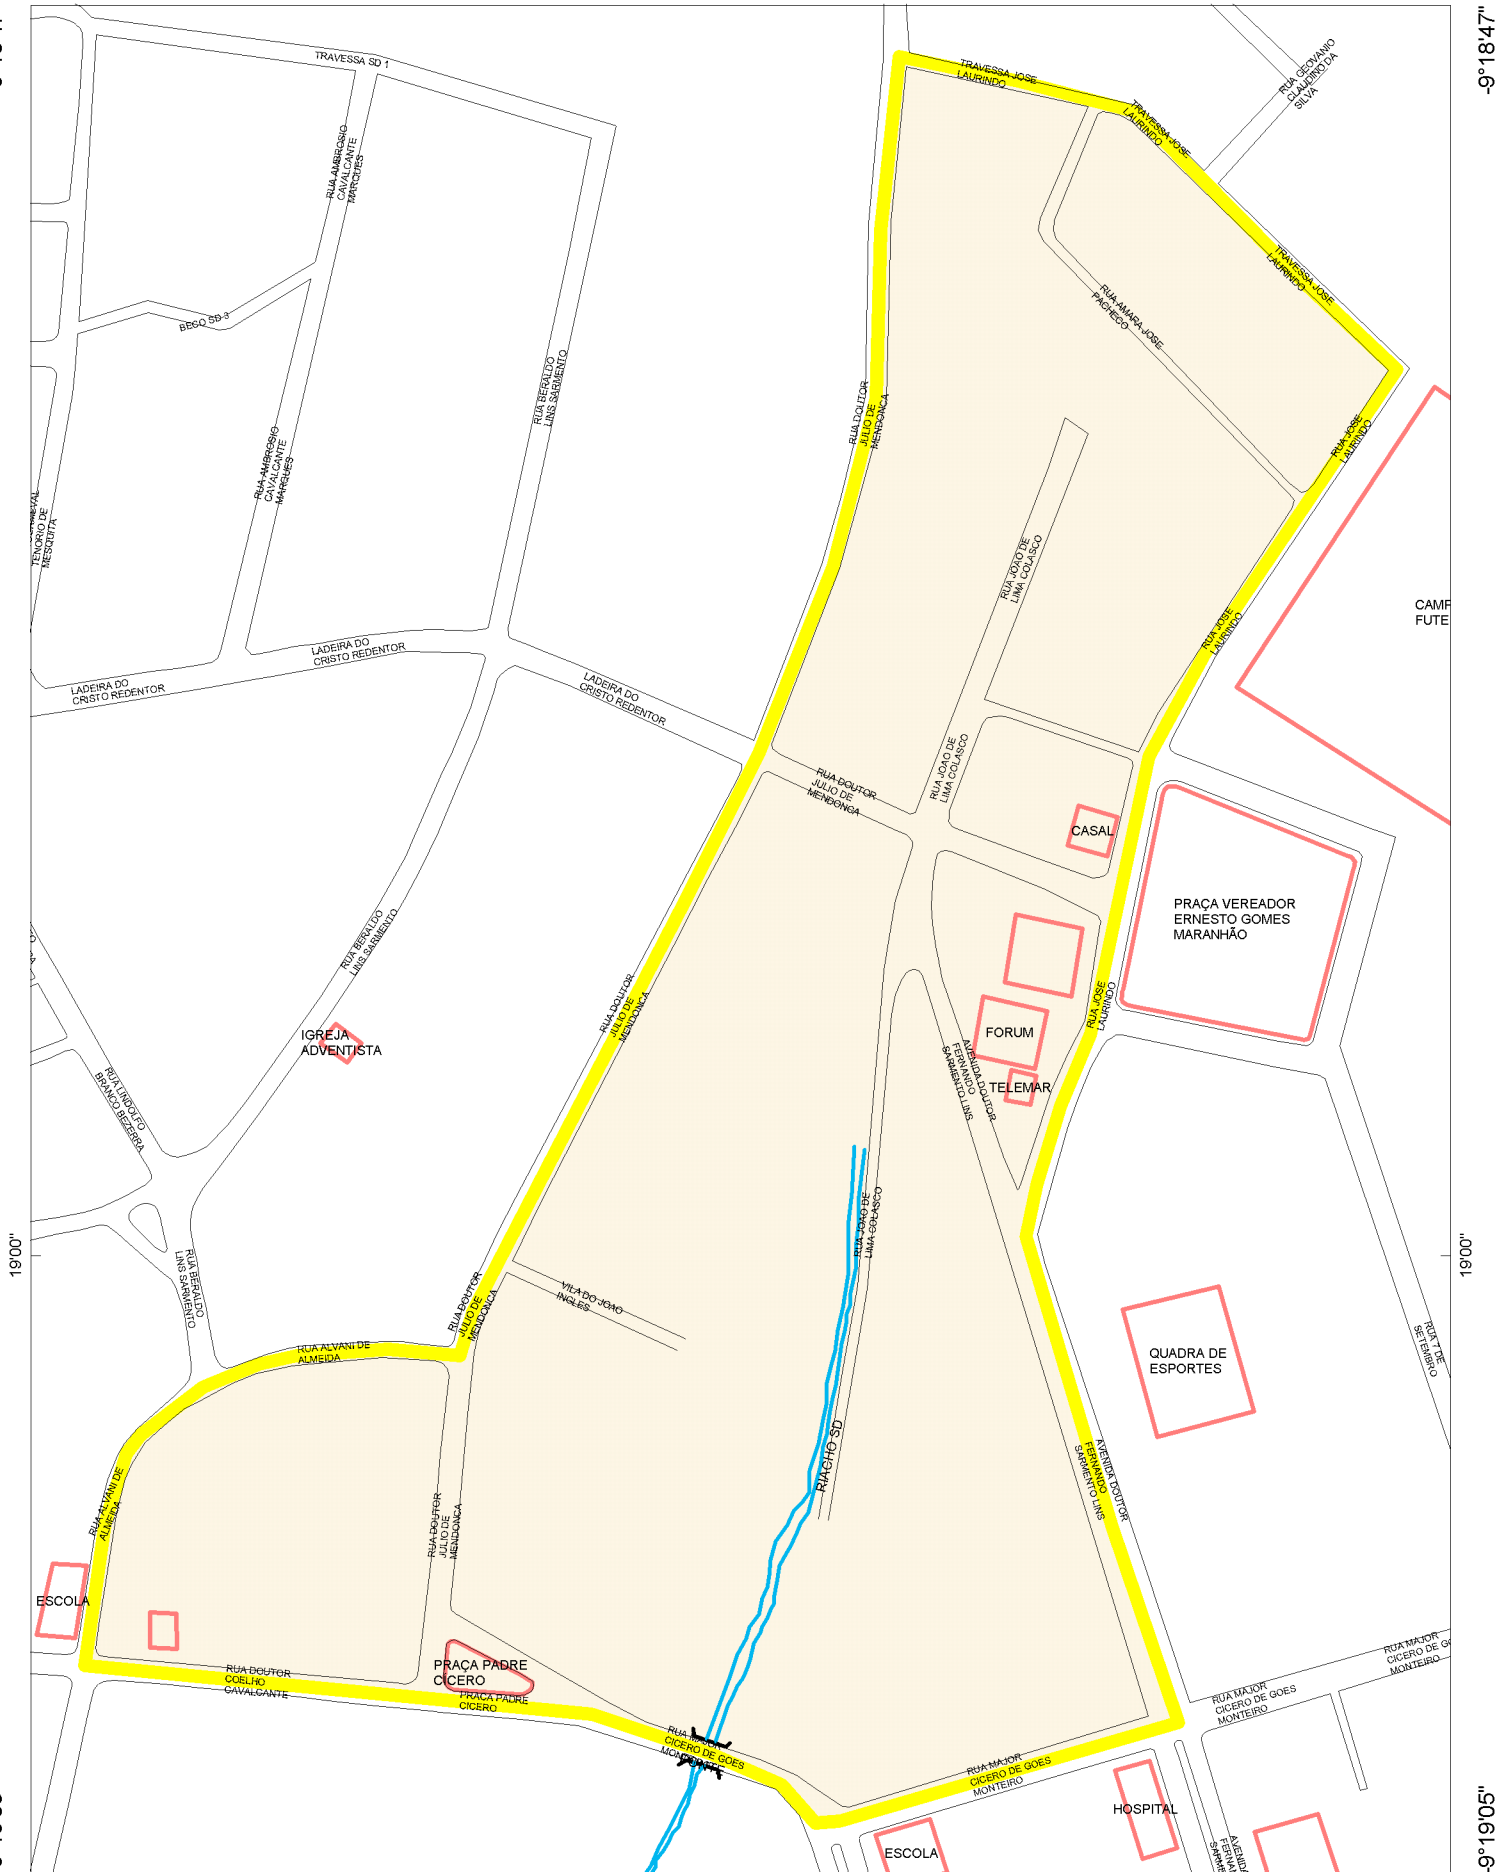 -9°18'47"
TRAVESSA SD 1
TRAVESSA JOSE
LAURINDO
TRAVESSA JOSE
LAURINDO
RUA GEOVANIO
CLAUDINO DA
SILVA
RUA AMBROSIO
CAVALCANTE
MARQUES
TRAVESSA JOSE
LAURINDO
BECO SD 3
RUA AMARA JOSE
PACHECO
RUA BERALDO
LINS SARMENTO
RUA DOUTOR
JULIO DE
MENDONCA
RUA JOSE
LAURINDO
RUA AMBROSIO
CAVALCANTE
MARQUES
TENORIO DE
MESQUITA
RUA JOAO DE
LIMA COLASCO
CAMP
FUTE
RUA JOSE
LAURINDO
LADEIRA DO
CRISTO REDENTOR
LADEIRA DO
CRISTO REDENTOR
LADEIRA DO
CRISTO REDENTOR
RUA JOAO DE
LIMA COLASCO
RUA DOUTOR
JULIO DE
MENDONCA
CASAL
PRAÇA VEREADOR
ERNESTO GOMES
MARANHÃO
RUA BERALDO
LINS SARMENTO
RUA DOUTOR
JULIO DE
MENDONCA
RUA JOSE
LAURINDO
FORUM
IGREJA
ADVENTISTA
AVENIDA DOUTOR
FERNANDO
SARMENTO LINS
TELEMAR
RUA LINDOLFO
BRANCO BEZERRA
RUA JOAO DE
LIMA COLASCO
19'00"
19'00"
RUA BERALDO
LINS SARMENTO
RUA DOUTOR
JULIO DE
MENDONCA
VILA DO JOAO
INGLES
RUA ALVANI DE
ALMEIDA
QUADRA DE
ESPORTES
RUA 7 DE
SETEMBRO
RIACHO SD
AVENIDA DOUTOR
FERNANDO
SARMENTO LINS
RUA ALVANI DE
ALMEIDA
RUA DOUTOR
JULIO DE
MENDONCA
ESCOLA
PRAÇA PADRE
CICERO
RUA DOUTOR
COELHO
CAVALCANTE
PRACA PADRE
CICERO
RUA MAJOR
CICERO DE GO
MONTEIRO
RUA MAJOR
CICERO DE GOES
MONTEIRO
RUA MAJOR
CICERO DE GOES
RUA MAJOR
CICERO DE GOES
MONTEIRO
HOSPITAL
ESCOLA
-9°19'05"